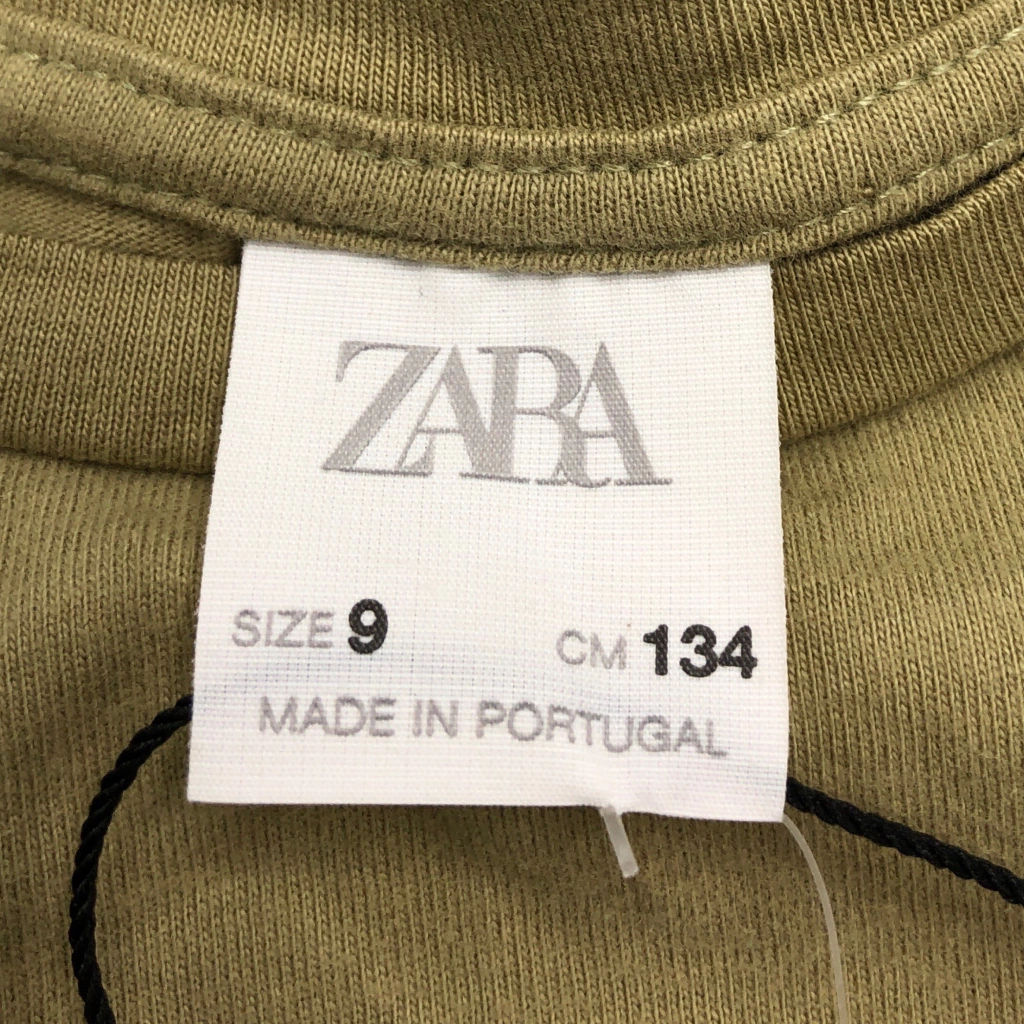 ZARA
SIZE 9 CM 134
MADE IN PORTUGAL